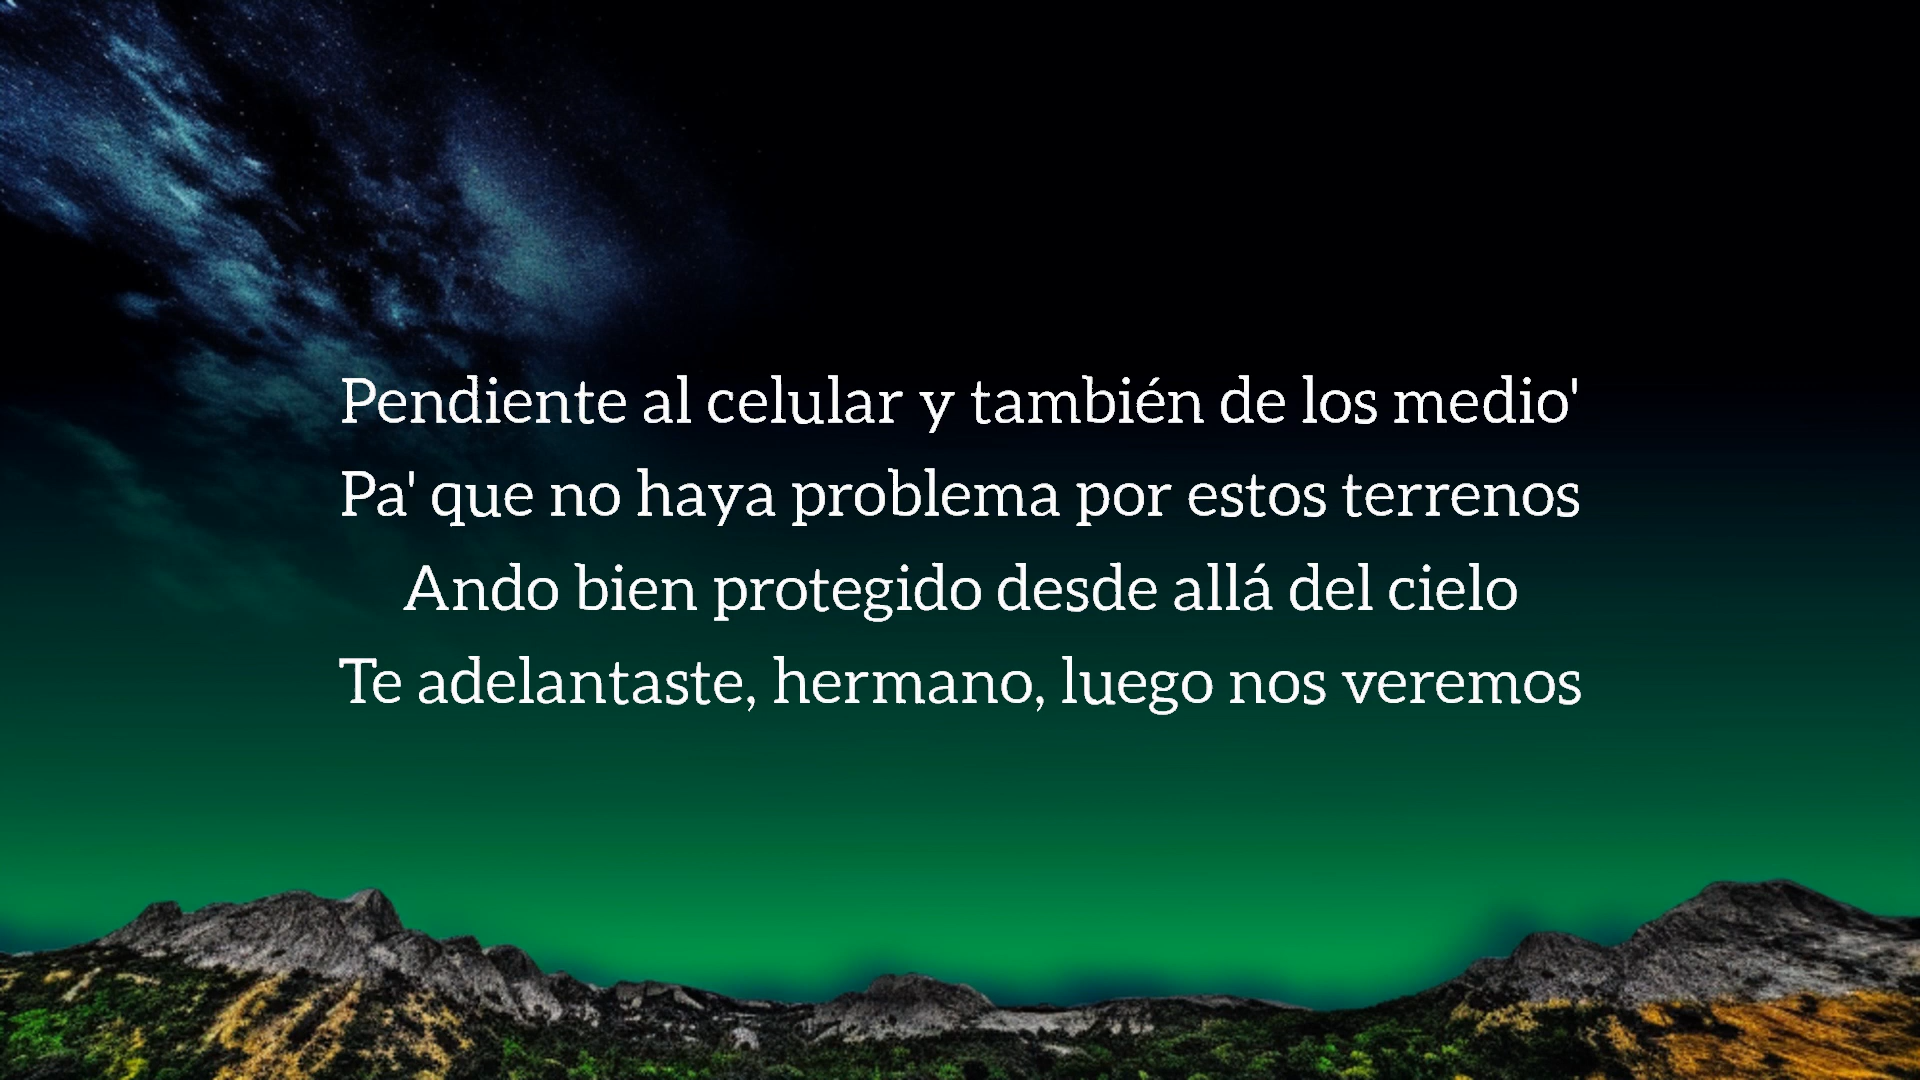 Pendiente al celular y también de los medio'
Pa' que no haya problema por estos terrenos
Ando bien protegido desde allá del cielo
Te adelantaste, hermano, luego nos veremos